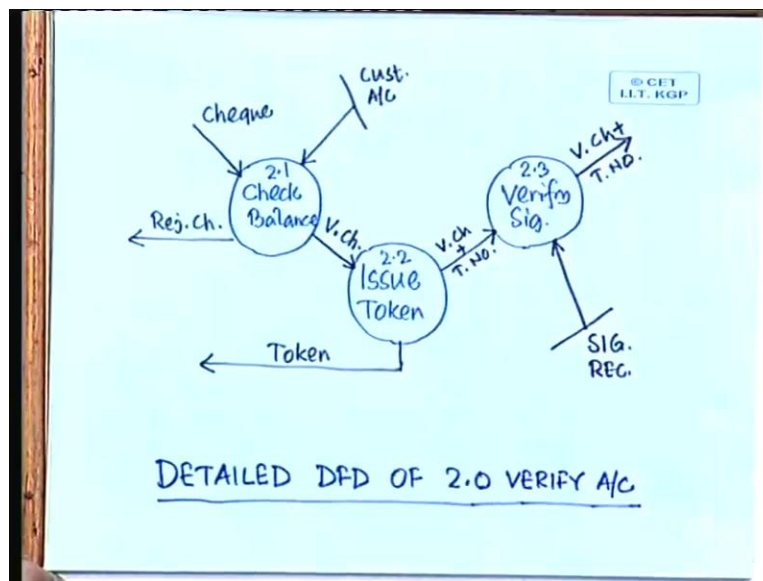 © CET
I.I.T. KGP
Cust.
A/C
Cheque
2.1
Check
Balance
Rej. Ch.
V. Ch.
2.2
Issue
Token
Token
V. Ch
+
T. NO.
2.3
Verify
Sig.
V. Ch+
T. NO.
SIG.
REC.
DETAILED DFD OF 2.0 VERIFY A/C